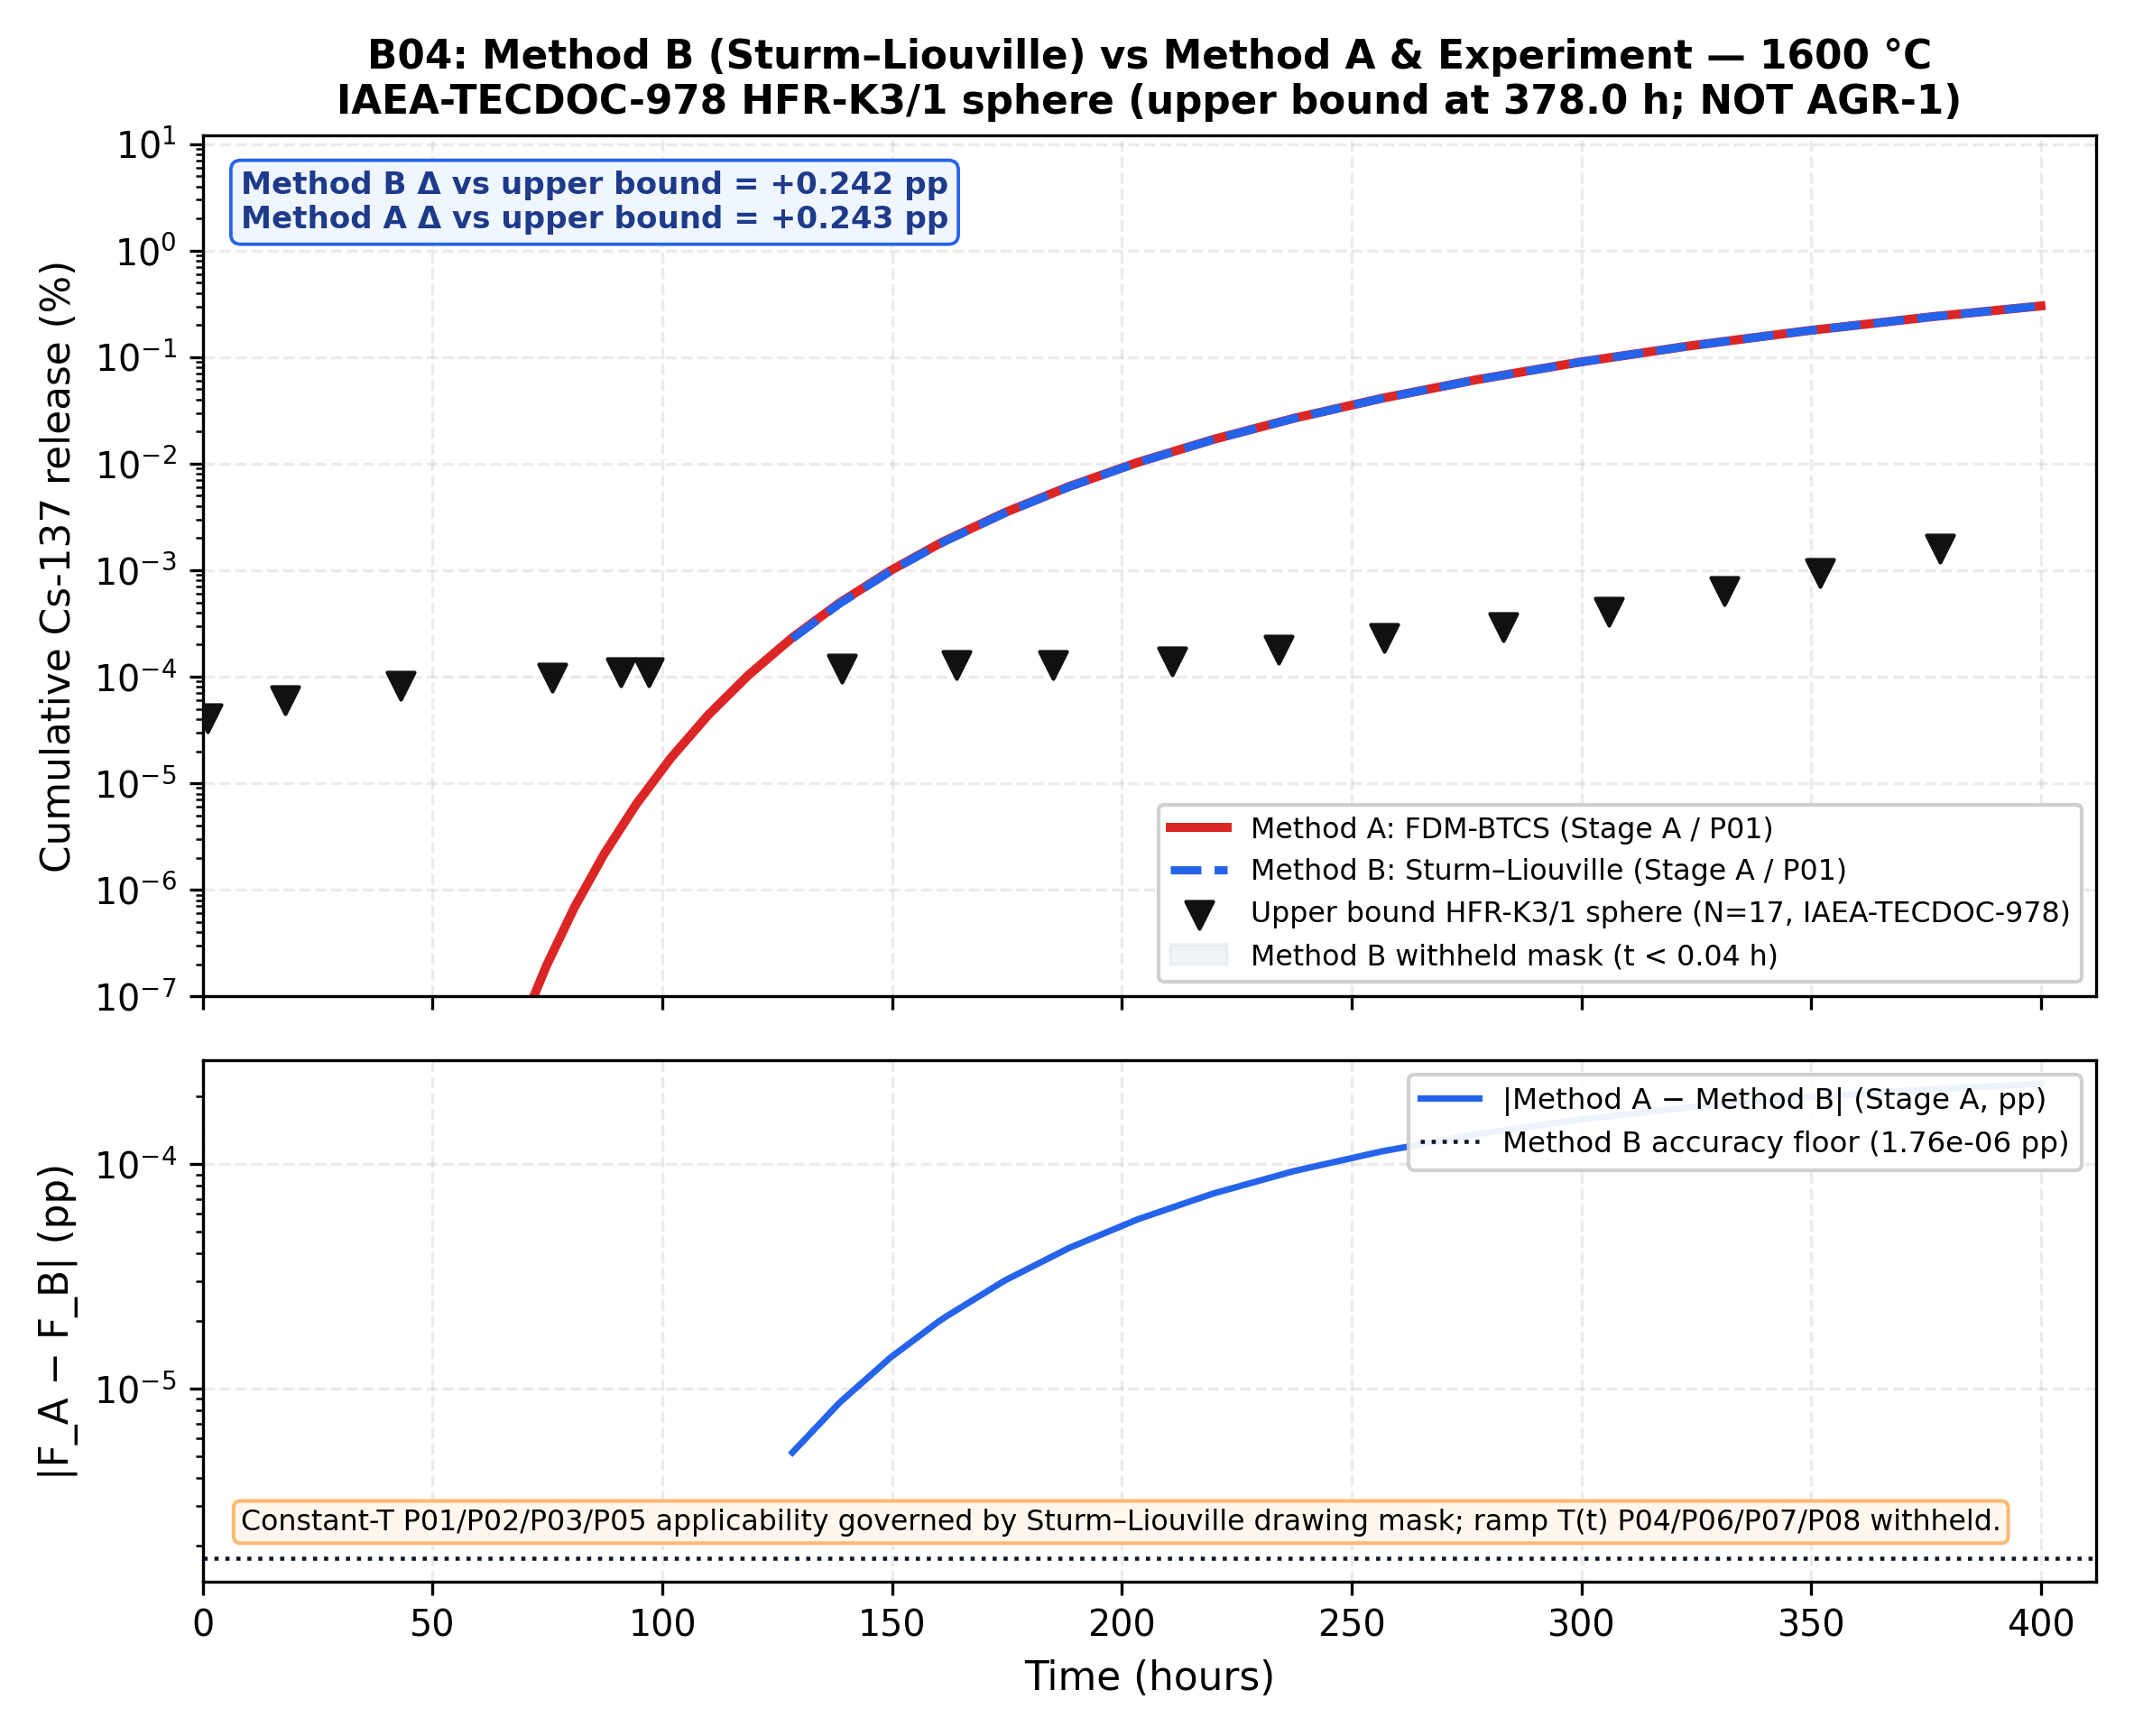 B04: Method B (Sturm–Liouville) vs Method A & Experiment — 1600 °C
IAEA-TECDOC-978 HFR-K3/1 sphere (upper bound at 378.0 h; NOT AGR-1)
Method B Δ vs upper bound = +0.242 pp
Method A Δ vs upper bound = +0.243 pp
Cumulative Cs-137 release (%)
10¹
10⁰
10⁻¹
10⁻²
10⁻³
10⁻⁴
10⁻⁵
10⁻⁶
10⁻⁷
Method A: FDM-BTCS (Stage A / P01)
Method B: Sturm–Liouville (Stage A / P01)
Upper bound HFR-K3/1 sphere (N=17, IAEA-TECDOC-978)
Method B withheld mask (t < 0.04 h)
|F_A − F_B| (pp)
10⁻⁴
10⁻⁵
|Method A − Method B| (Stage A, pp)
Method B accuracy floor (1.76e-06 pp)
Constant-T P01/P02/P03/P05 applicability governed by Sturm–Liouville drawing mask; ramp T(t) P04/P06/P07/P08 withheld.
0 50 100 150 200 250 300 350 400
Time (hours)